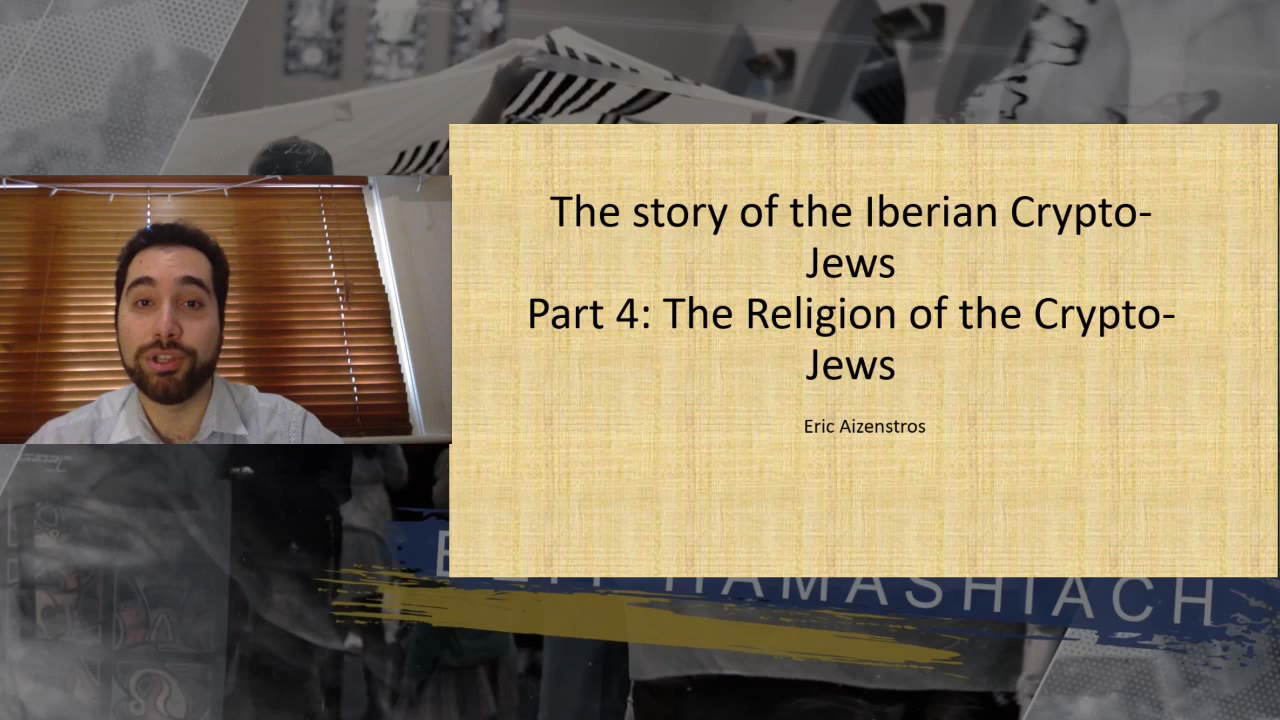 The story of the Iberian Crypto-
Jews
Part 4: The Religion of the Crypto-
Jews
Eric Aizenstros
HAMASHIACH